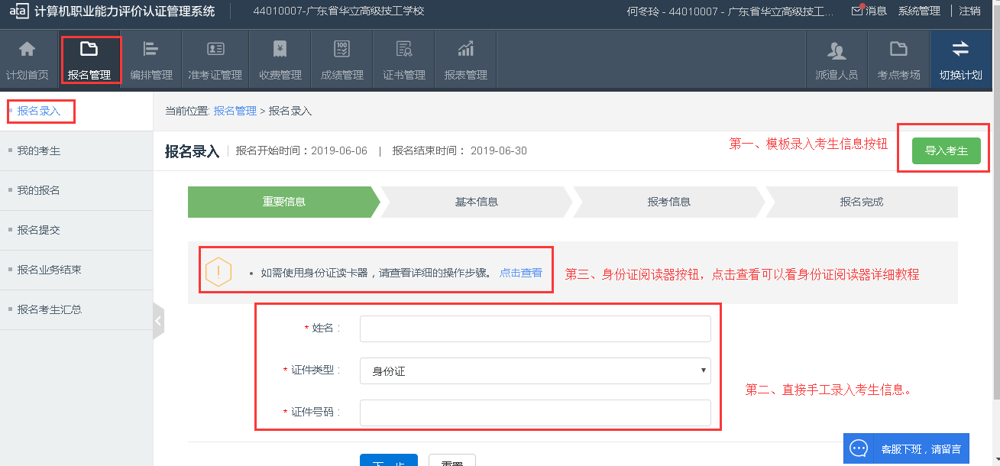 ata 计算机职业能力评价认证管理系统 44010007-广东省华立高级技工学校 何冬玲 - 44010007 - 广东省华立高级技工... 消息 系统管理 注销
计划首页 报名管理 编排管理 准考证管理 收费管理 成绩管理 证书管理 报表管理 派遣人员 考点考场 切换计划
报名录入
我的考生
我的报名
报名提交
报名业务结束
报名考生汇总
当前位置: 报名管理 > 报名录入
报名录入 报名开始时间：2019-06-06 | 报名结束时间： 2019-06-30
第一、模板录入考生信息按钮
导入考生
重要信息 基本信息 报考信息 报名完成
• 如需使用身份证读卡器，请查看详细的操作步骤。 点击查看
第三、身份证阅读器按钮，点击查看可以看身份证阅读器详细教程
* 姓名：
* 证件类型： 身份证
* 证件号码：
第二、直接手工录入考生信息。
下一步 重置
客服下班，请留言